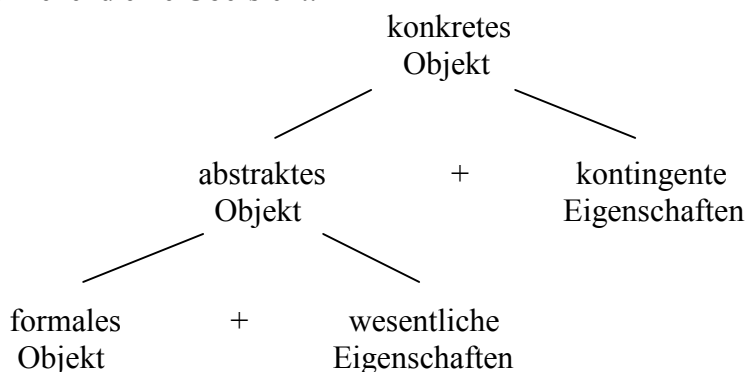 konkretes
Objekt
abstraktes + kontingente
Objekt Eigenschaften
formales + wesentliche
Objekt Eigenschaften